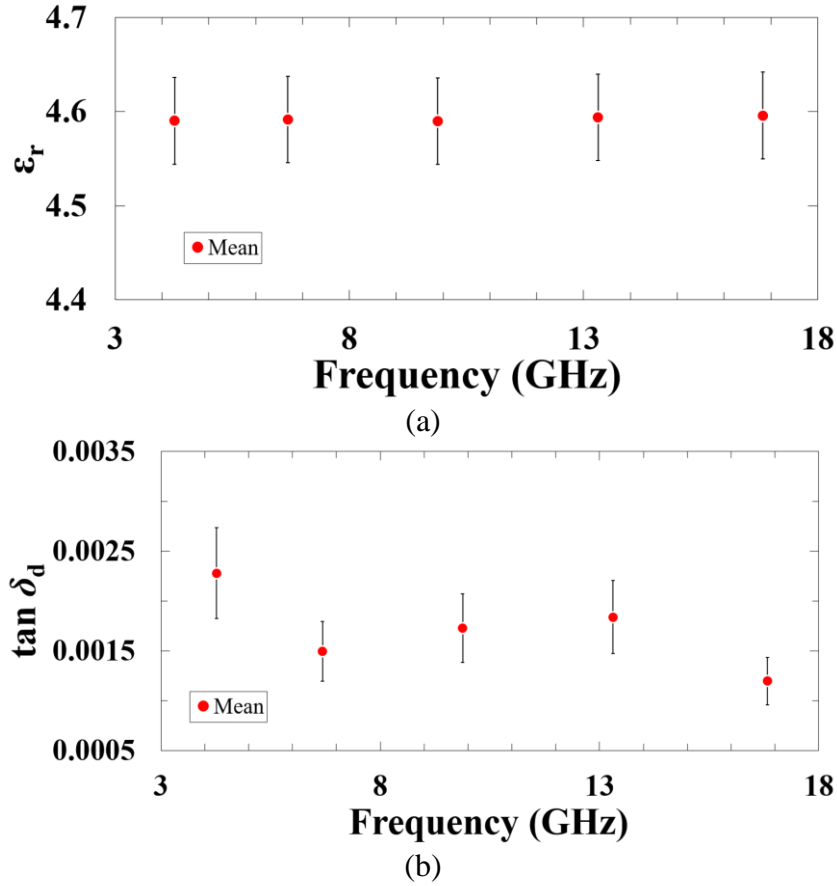 4.7
4.6
εr
4.5
Mean
4.4
3 8 13 18
Frequency (GHz)
(a)
0.0035
0.0025
tan δd
0.0015
Mean
0.0005
3 8 13 18
Frequency (GHz)
(b)